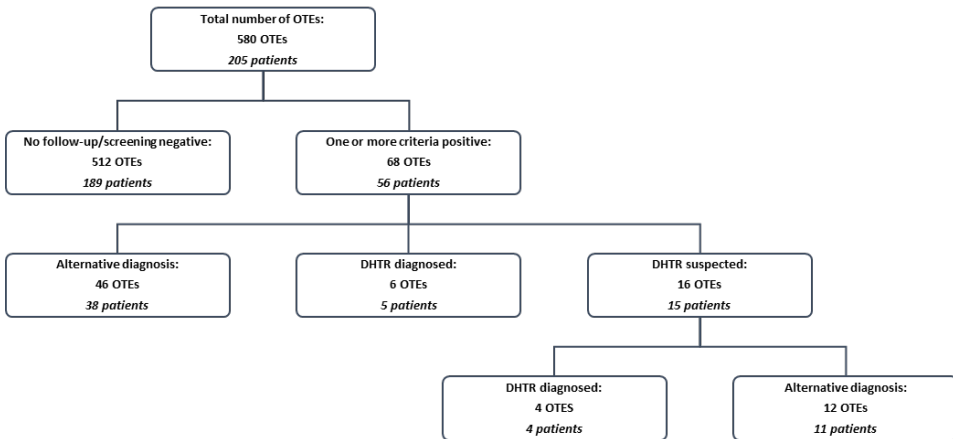 Total number of OTEs:
580 OTEs
205 patients
No follow-up/screening negative:
512 OTEs
189 patients
One or more criteria positive:
68 OTEs
56 patients
Alternative diagnosis:
46 OTEs
38 patients
DHTR diagnosed:
6 OTEs
5 patients
DHTR suspected:
16 OTEs
15 patients
DHTR diagnosed:
4 OTES
4 patients
Alternative diagnosis:
12 OTEs
11 patients